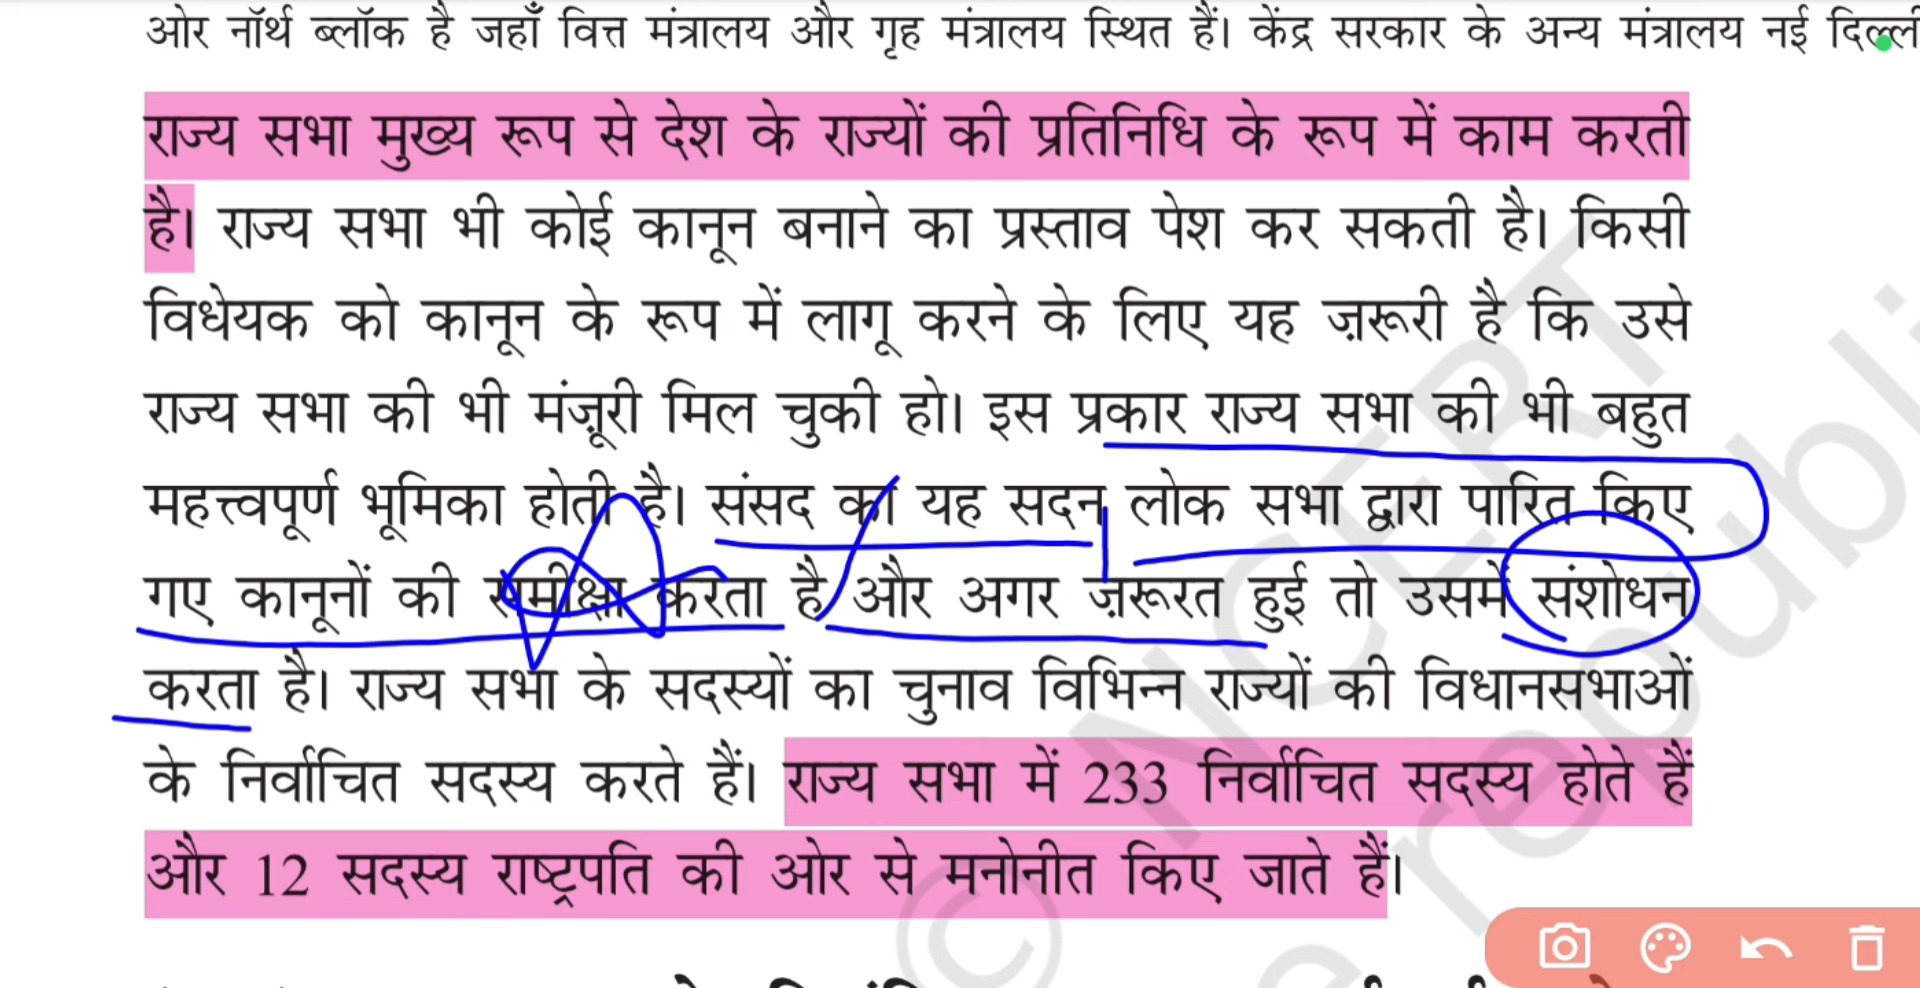 ओर नॉर्थ ब्लॉक है जहाँ वित्त मंत्रालय और गृह मंत्रालय स्थित हैं। केंद्र सरकार के अन्य मंत्रालय नई
राज्य सभा मुख्य रूप से देश के राज्यों की प्रतिनिधि के रूप में काम करती
है। राज्य सभा भी कोई कानून बनाने का प्रस्ताव पेश कर सकती है। किसी
विधेयक को कानून के रूप में लागू करने के लिए यह ज़रूरी है कि उसे
राज्य सभा की भी मंज़ूरी मिल चुकी हो। इस प्रकार राज्य सभा की भी बहुत
महत्त्वपूर्ण भूमिका होती है। संसद का यह सदन लोक सभा द्वारा पारित किए
गए कानूनों की समीक्षा करता है और अगर ज़रूरत हुई तो उसमें संशोधन
करता है। राज्य सभा के सदस्यों का चुनाव विभिन्न राज्यों की विधानसभाओं
के निर्वाचित सदस्य करते हैं। राज्य सभा में 233 निर्वाचित सदस्य होते हैं
और 12 सदस्य राष्ट्रपति की ओर से मनोनीत किए जाते हैं।
© NCERT